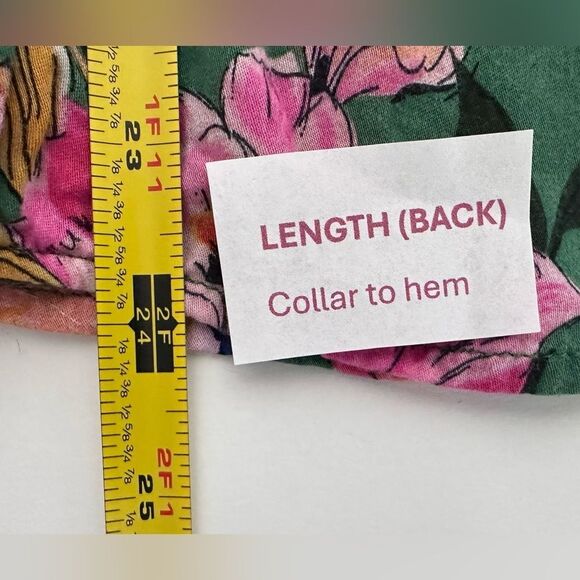 1F11
23
LENGTH (BACK)
Collar to hem
2F
24
2F1
25